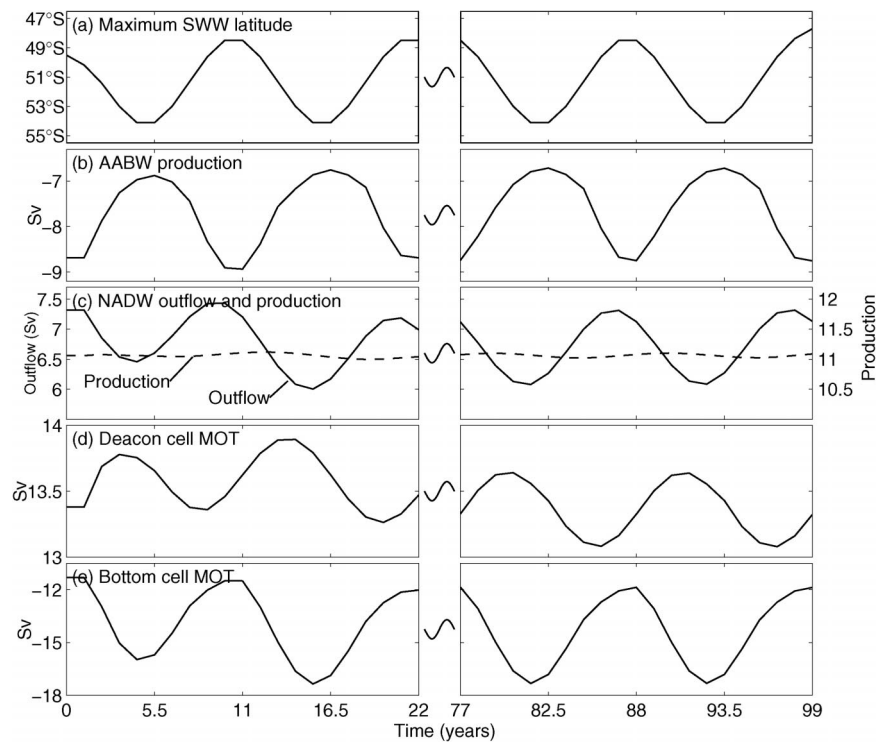 (a) Maximum SWW latitude
47°S
49°S
51°S
53°S
55°S
(b) AABW production
Sv
-7
-8
-9
(c) NADW outflow and production
Outflow (Sv)
7.5
7
6.5
6
Production
Outflow
12
11.5
11
10.5
Production
(d) Deacon cell MOT
Sv
14
13.5
13
(e) Bottom cell MOT
Sv
-12
-15
-18
0 5.5 11 16.5 22 77 82.5 88 93.5 99
Time (years)